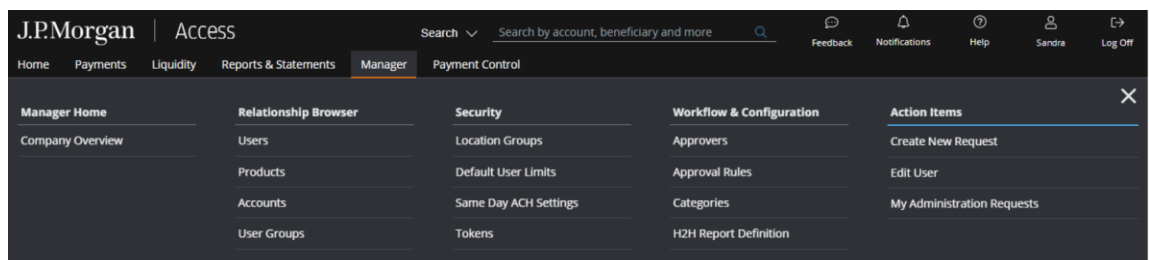 J.P.Morgan | Access Search Search by account, beneficiary and more Feedback Notifications Help Sandra Log Off
Home Payments Liquidity Reports & Statements Manager Payment Control
Manager Home Relationship Browser Security Workflow & Configuration Action Items
Company Overview Users Location Groups Approvers Create New Request
Products Default User Limits Approval Rules Edit User
Accounts Same Day ACH Settings Categories My Administration Requests
User Groups Tokens H2H Report Definition